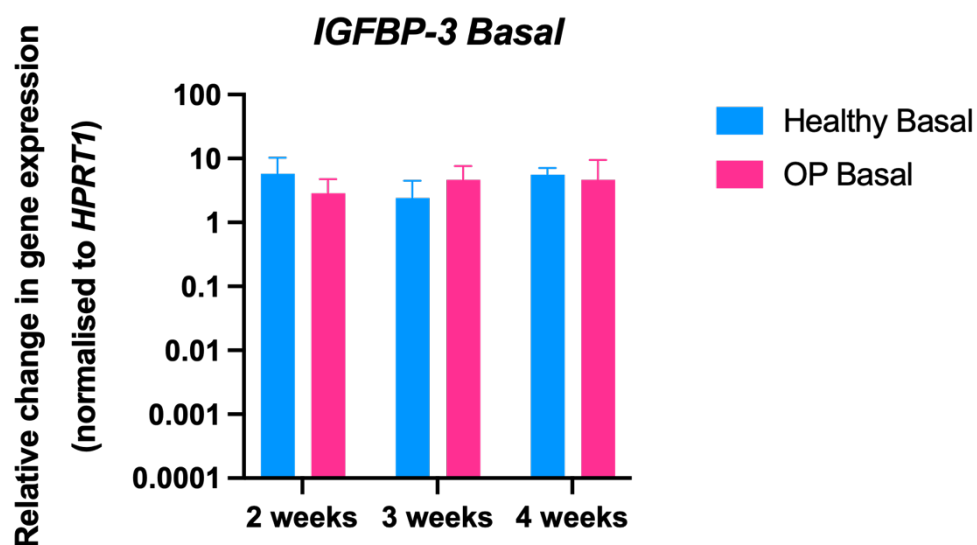 IGFBP-3 Basal
Relative change in gene expression
(normalised to HPRT1)
100
10
1
0.1
0.01
0.001
0.0001
2 weeks 3 weeks 4 weeks
Healthy Basal
OP Basal